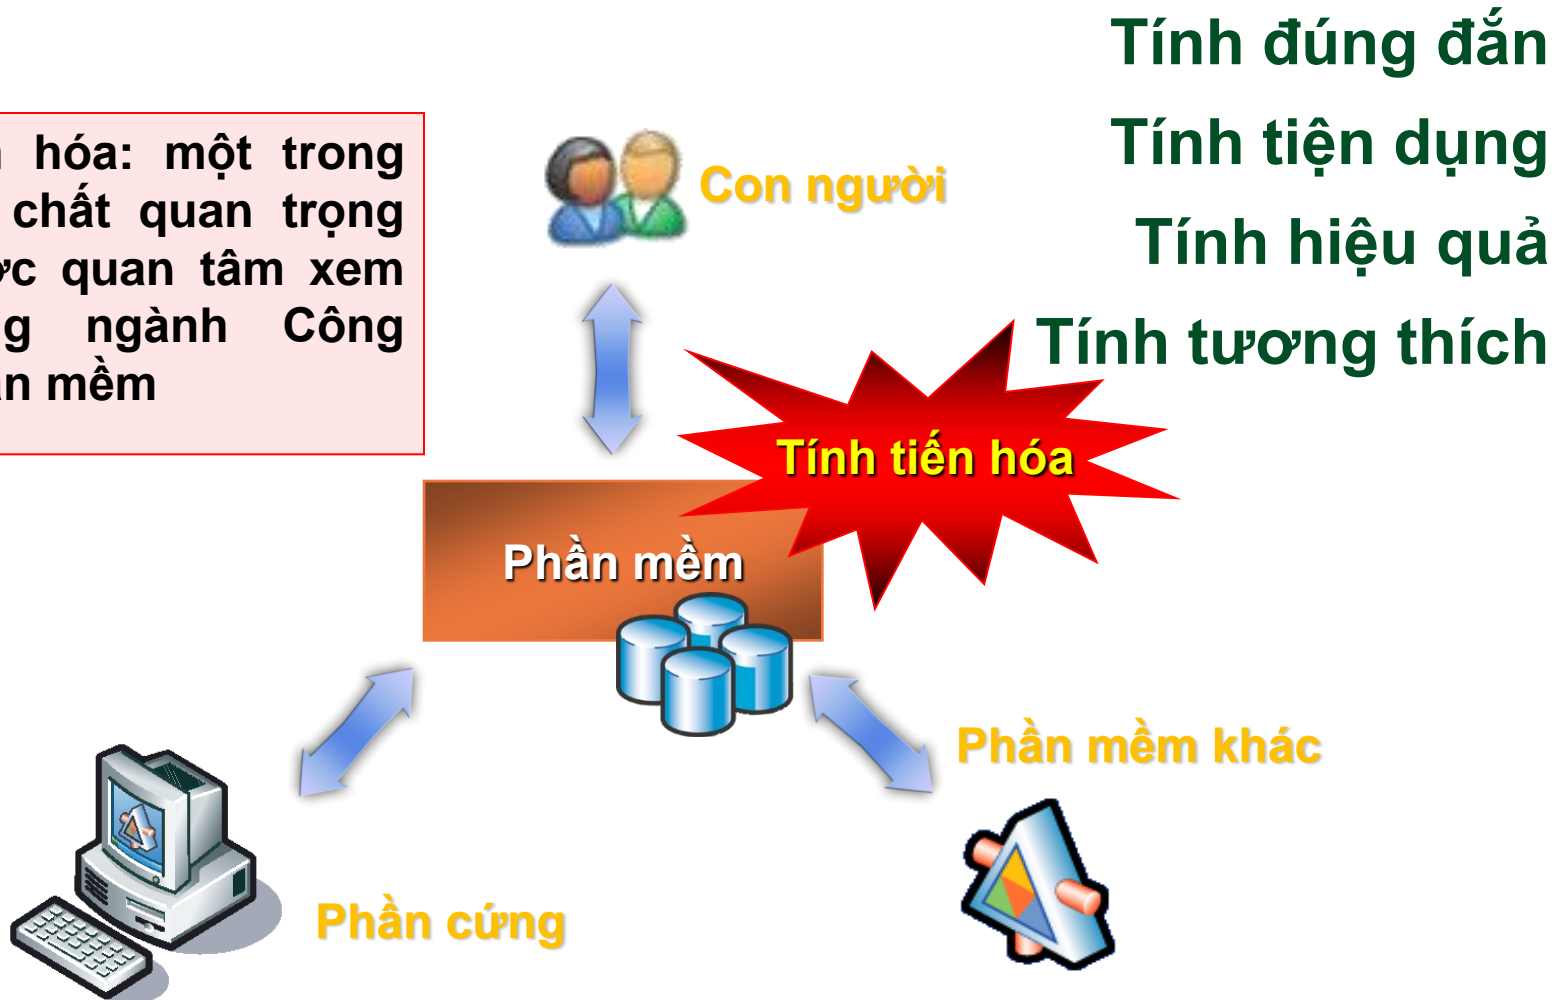 Tính đúng đắn
Tính tiện dụng
Tính hiệu quả
Tính tương thích
hóa: một trong
chất quan trọng
quan tâm xem
ngành Công
mềm
Con người
Tính tiến hóa
Phần mềm
Phần mềm khác
Phần cứng